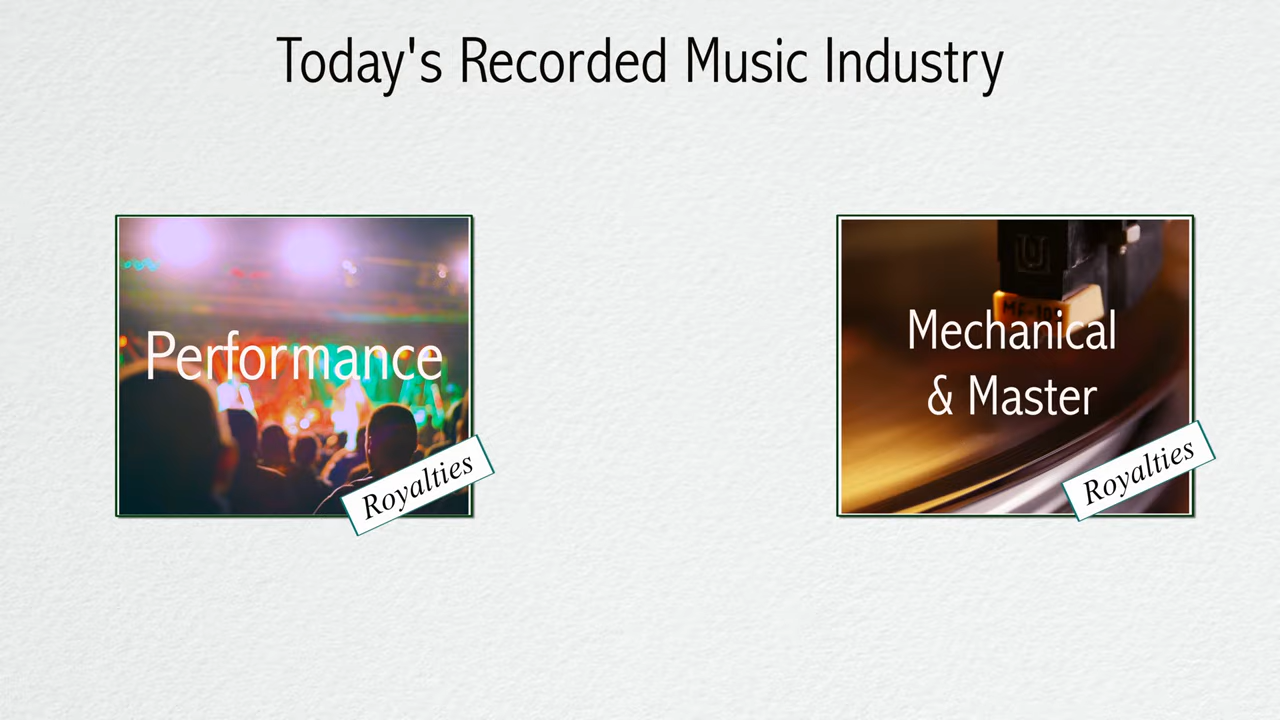 Today's Recorded Music Industry
Performance
Royalties
Mechanical
& Master
Royalties